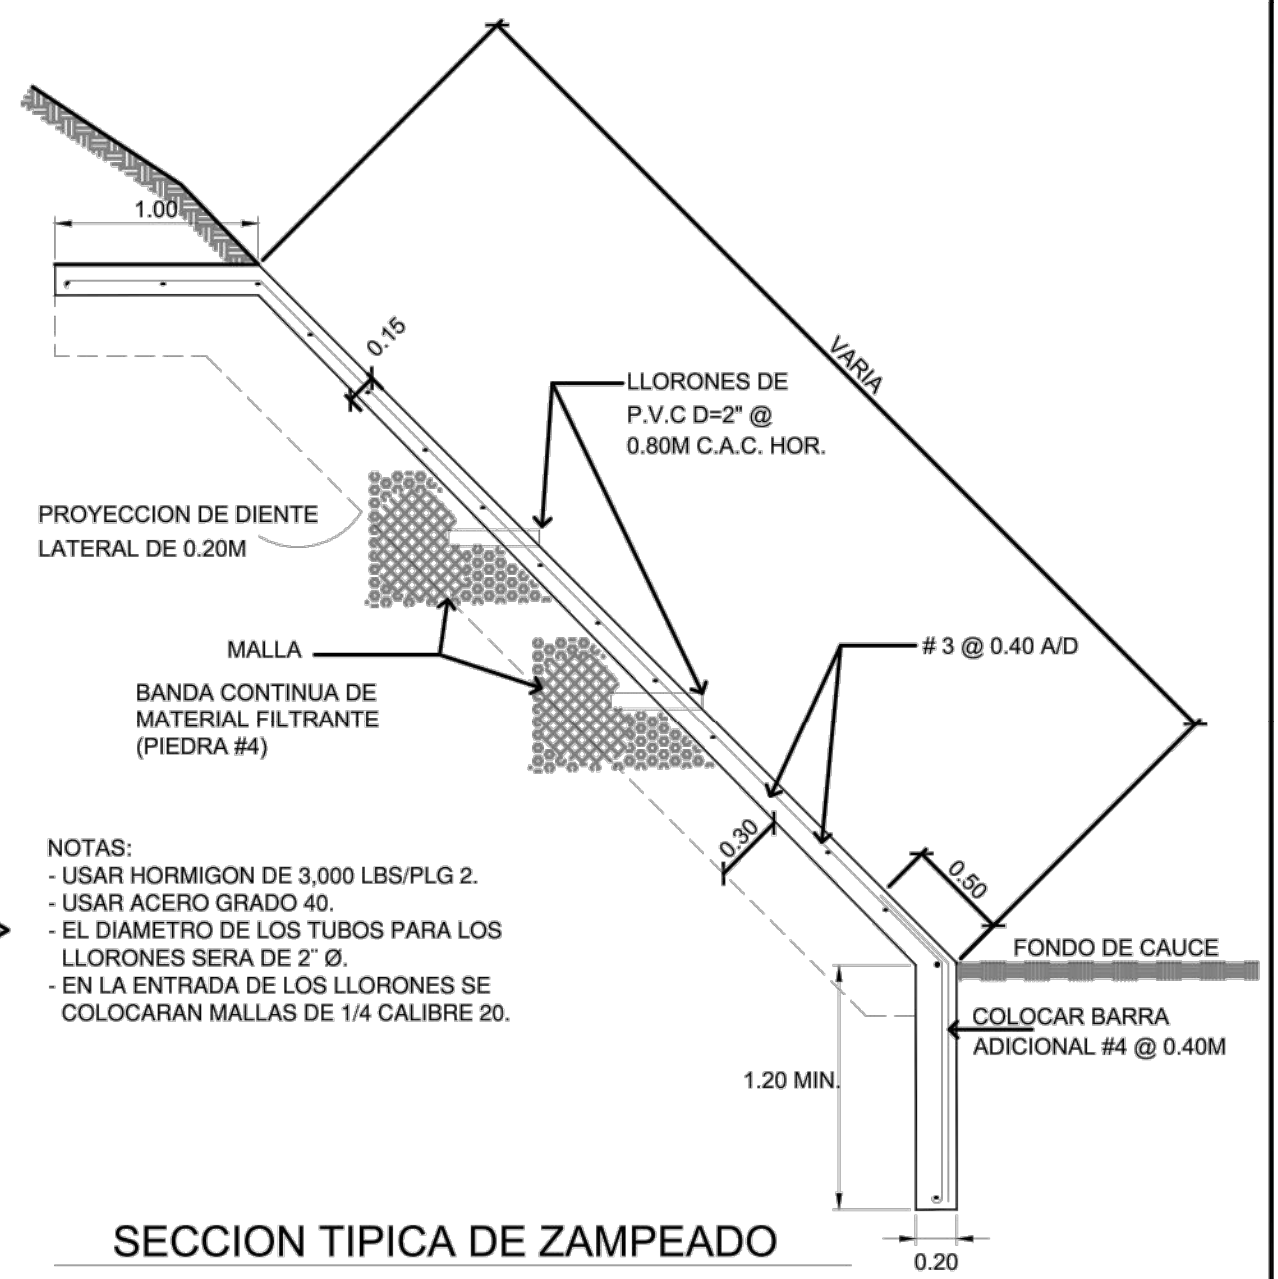 1.00
0.15
VARIA
LLORONES DE
P.V.C D=2" @
0.80M C.A.C. HOR.
PROYECCION DE DIENTE
LATERAL DE 0.20M
MALLA
# 3 @ 0.40 A/D
BANDA CONTINUA DE
MATERIAL FILTRANTE
(PIEDRA #4)
0.30
0.50
NOTAS:
- USAR HORMIGON DE 3,000 LBS/PLG 2.
- USAR ACERO GRADO 40.
- EL DIAMETRO DE LOS TUBOS PARA LOS
LLORONES SERA DE 2¨ Ø.
- EN LA ENTRADA DE LOS LLORONES SE
COLOCARAN MALLAS DE 1/4 CALIBRE 20.
FONDO DE CAUCE
COLOCAR BARRA
ADICIONAL #4 @ 0.40M
1.20 MIN.
SECCION TIPICA DE ZAMPEADO
0.20